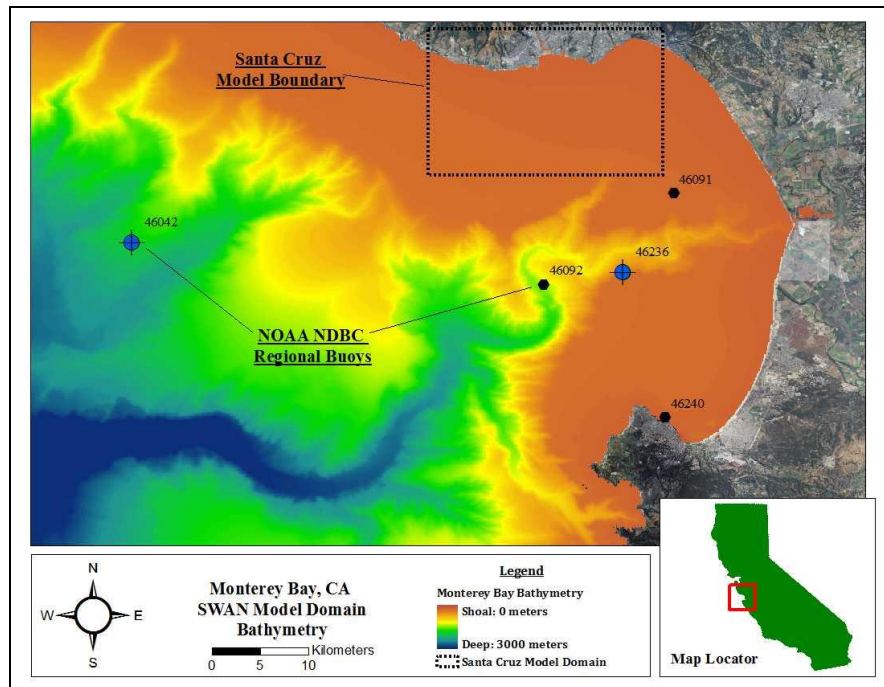 Santa Cruz
Model Boundary
46091
46042
46236
46092
NOAA NDBC
Regional Buoys
46240
N
W
E
S
Monterey Bay, CA
SWAN Model Domain
Bathymetry
Kilometers
0 5 10
Legend
Monterey Bay Bathymetry
Shoal: 0 meters
Deep: 3000 meters
Santa Cruz Model Domain
Map Locator